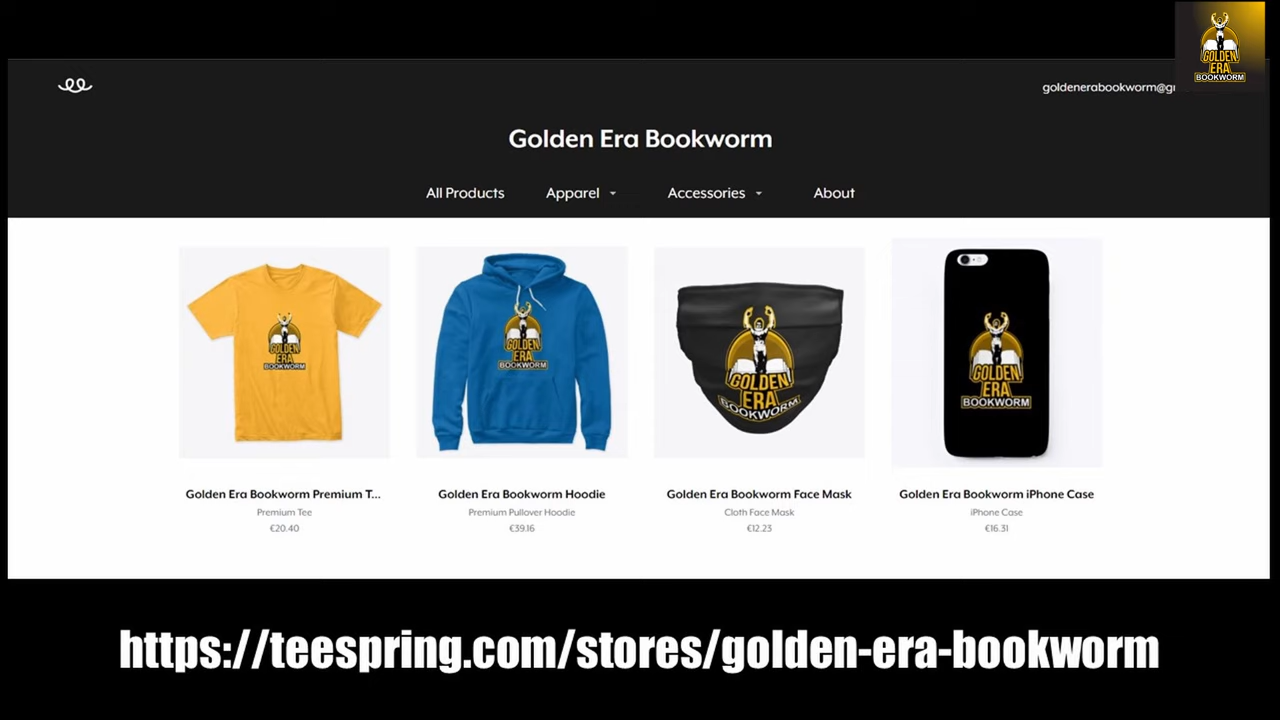 GOLDEN
ERA
BOOKWORM
goldenerabookworm@g
Golden Era Bookworm
All Products
Apparel
Accessories
About
GOLDEN
ERA
BOOKWORM
GOLDEN
ERA
BOOKWORM
GOLDEN
ERA
BOOKWORM
GOLDEN
ERA
BOOKWORM
Golden Era Bookworm Premium T...
Premium Tee
€20.40
Golden Era Bookworm Hoodie
Premium Pullover Hoodie
€39.16
Golden Era Bookworm Face Mask
Cloth Face Mask
€12.23
Golden Era Bookworm iPhone Case
iPhone Case
€16.31
https://teespring.com/stores/golden-era-bookworm